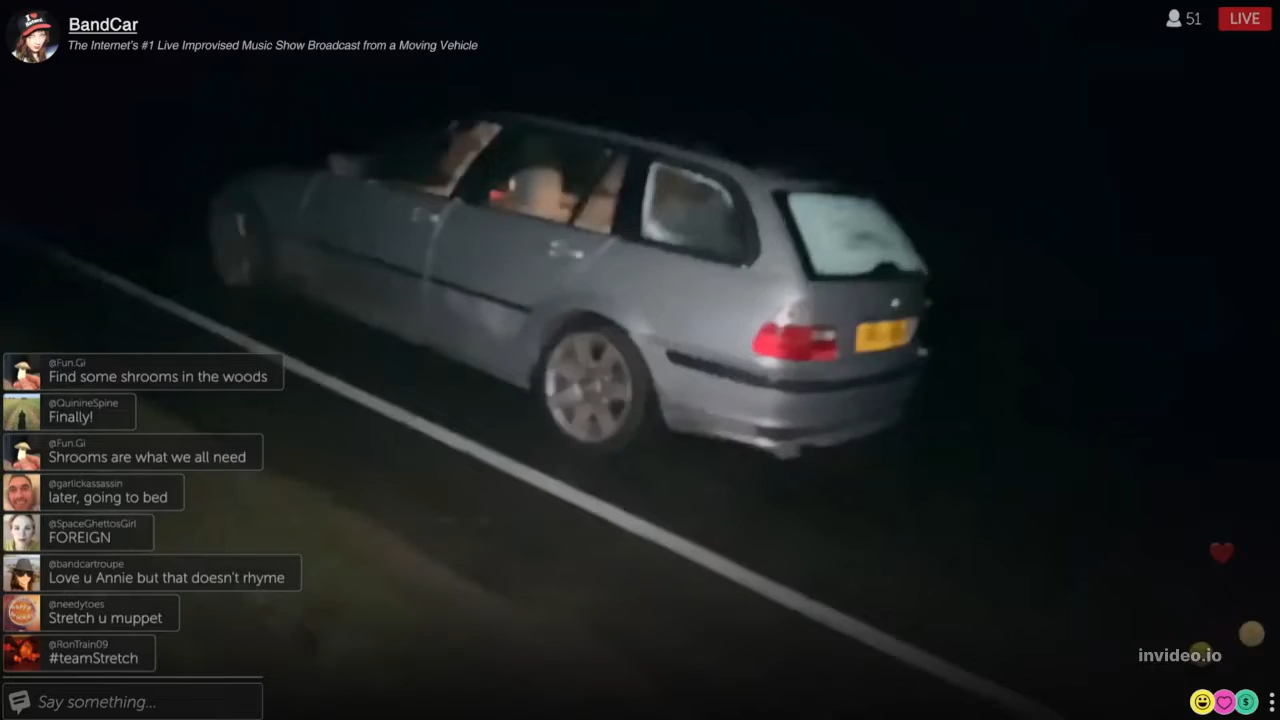 BandCar
The Internet's #1 Live Improvised Music Show Broadcast from a Moving Vehicle
51
LIVE
@Fun.Gi
Find some shrooms in the woods
@QuinineSpine
Finally!
@Fun.Gi
Shrooms are what we all need
@garlickassassin
later, going to bed
@SpaceGhettosGirl
FOREIGN
@bandcartroupe
Love u Annie but that doesn't rhyme
@needytoes
Stretch u muppet
@RonTrain09
#teamStretch
Say something...
invideo.io